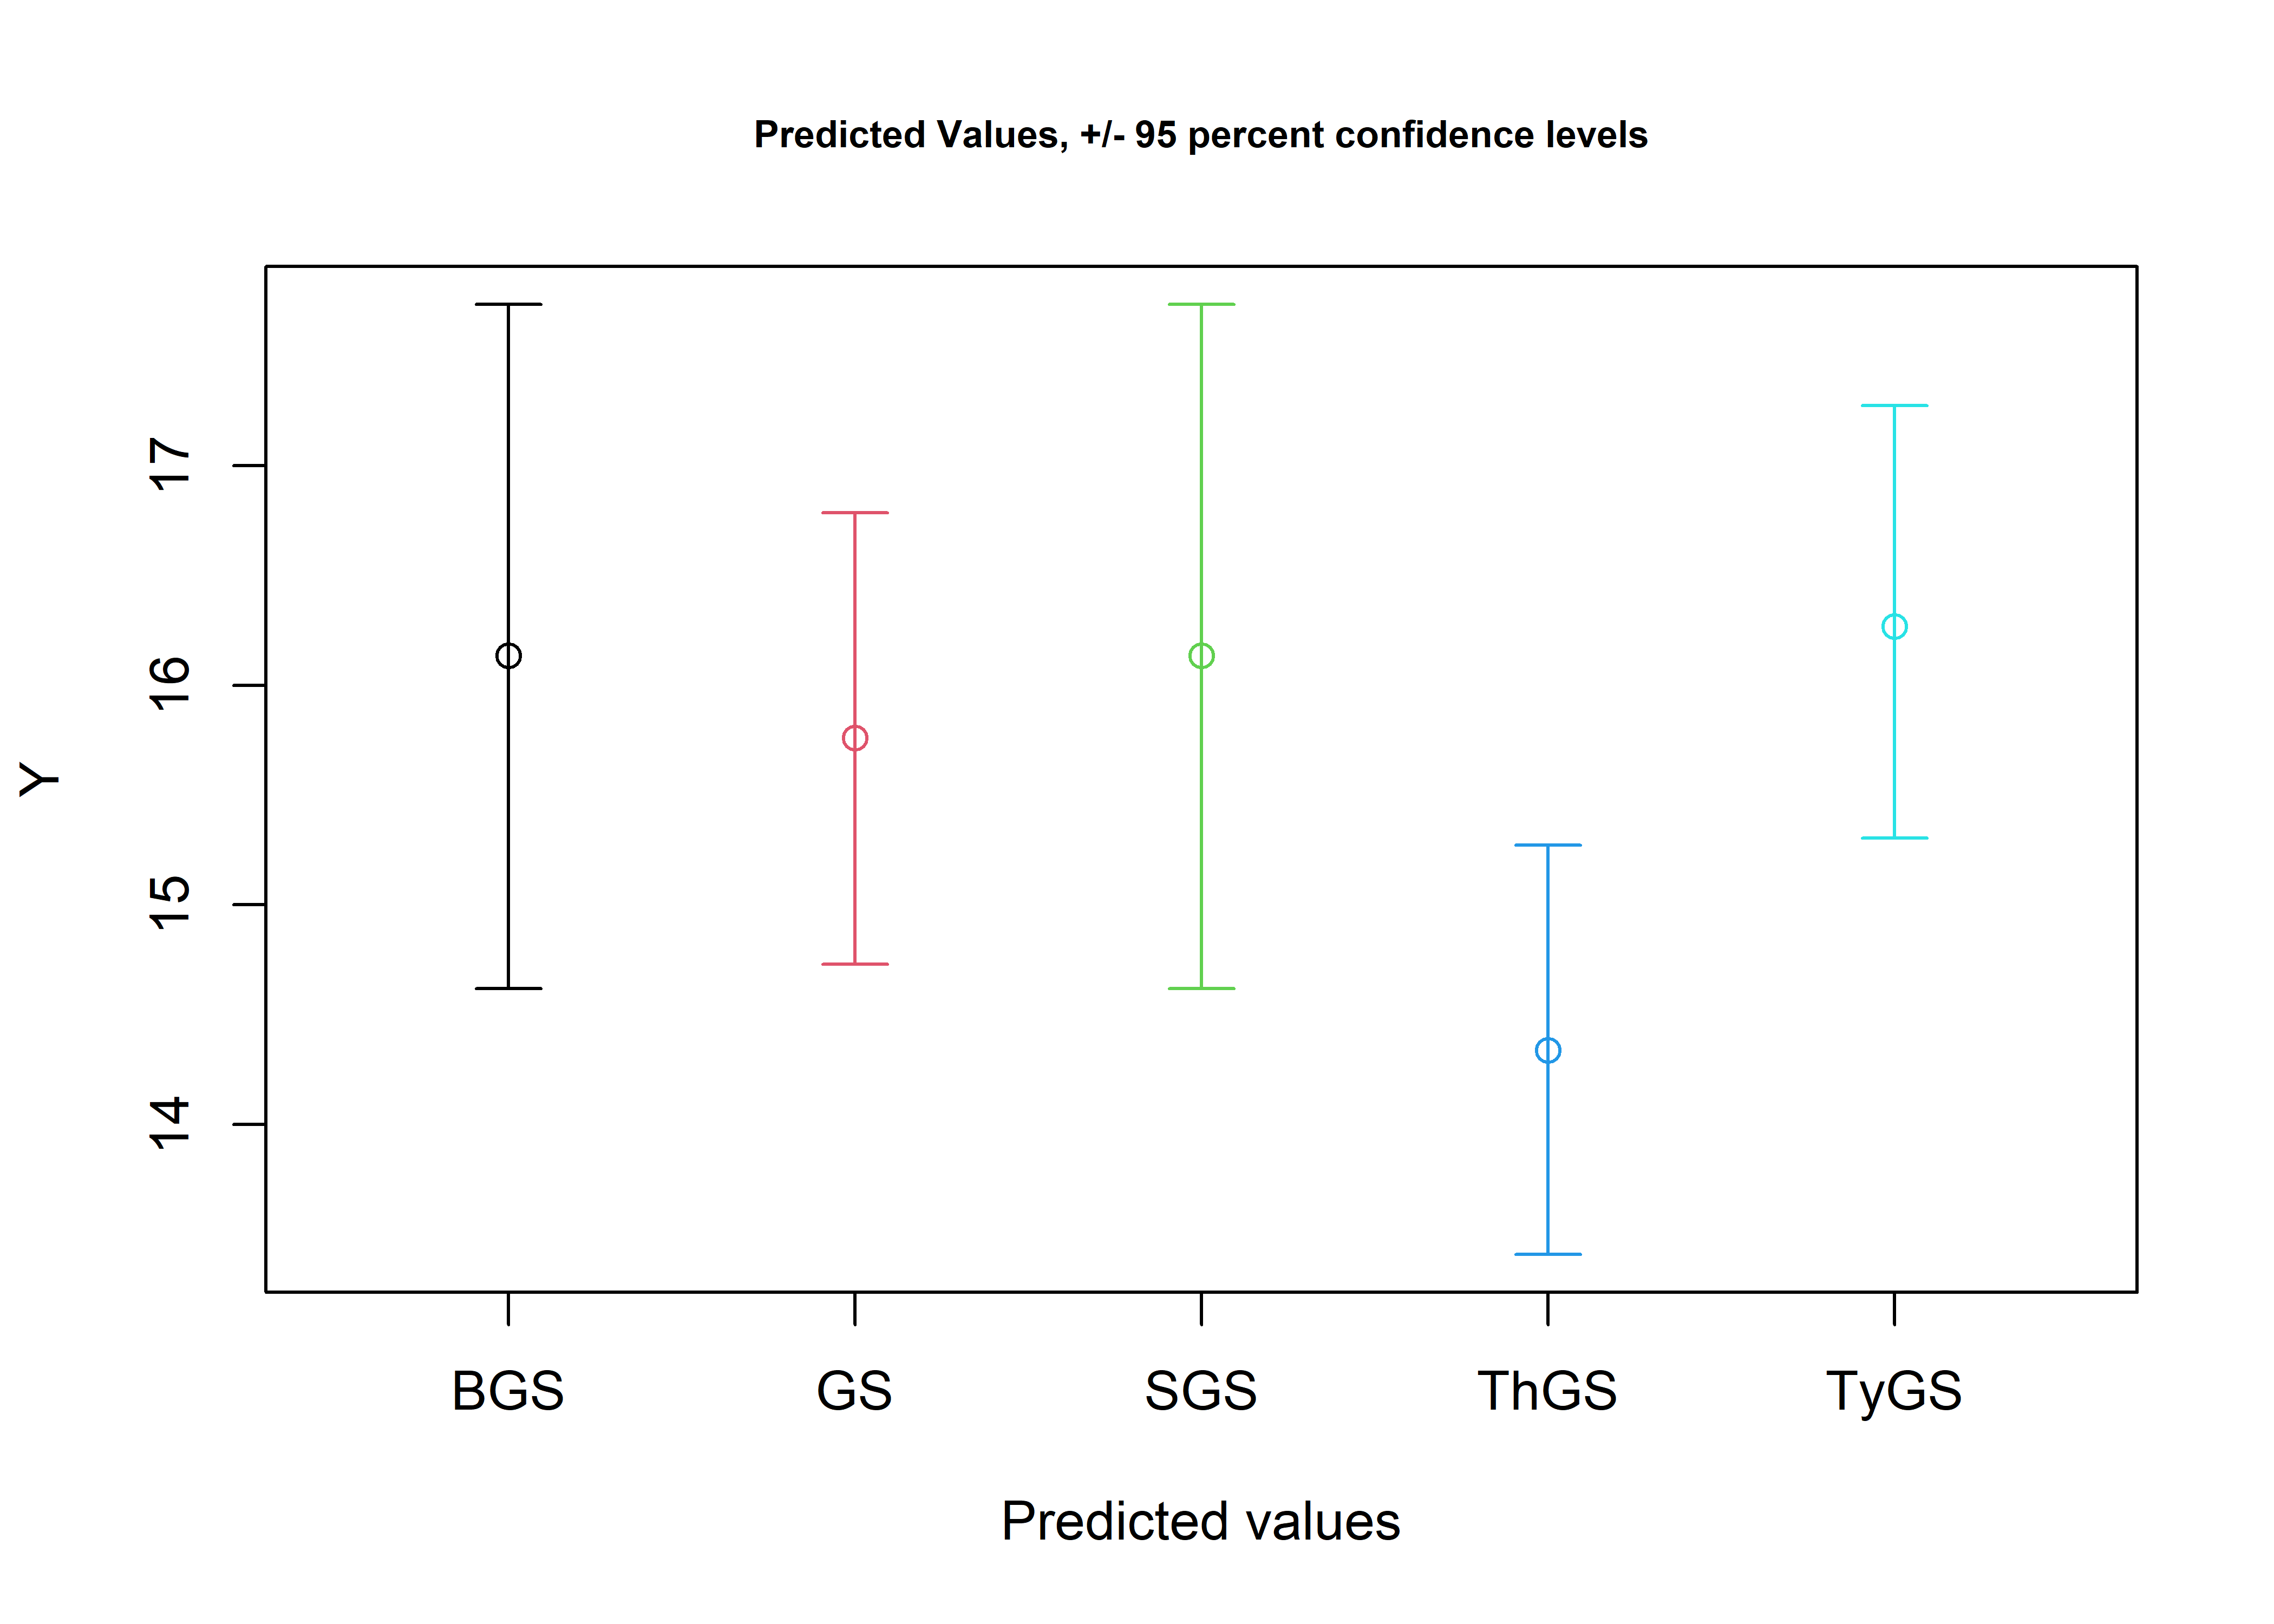 Predicted Values, +/- 95 percent confidence levels
Y
17
16
15
14
BGS GS SGS ThGS TyGS
Predicted values